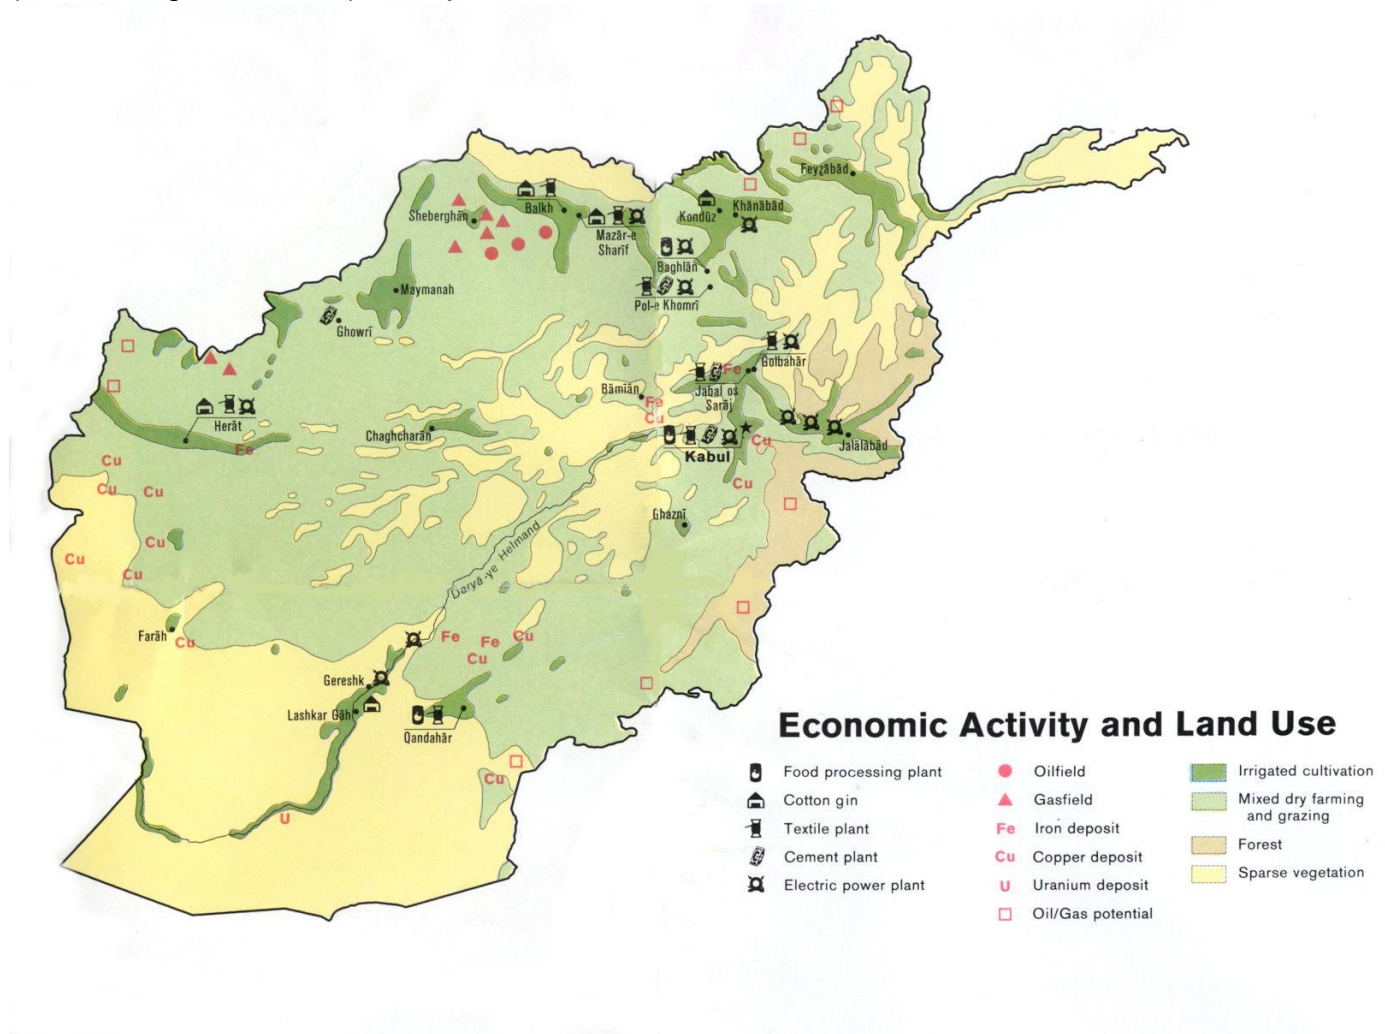 Feyzābād
Sheberghān
Balkh
Kondūz
Khānābād
Mazār-e
Sharīf
Baghlān
Pol-e Khomrī
Maymanah
Ghowrī
Golbahār
Fe
Jabal os
Sarāj
Bāmīān
Fe
Cu
Herāt
Fe
Chaghcharān
Kabul
Cu
Jalālābād
Cu
Cu
Cu
Cu
Cu
Ghaznī
Cu
Cu
Daryā-ye Helmand
Farāh
Cu
Fe
Fe
Cu
Cu
Gereshk
Lashkar Gāh
Qandahār
Cu
U
Economic Activity and Land Use
Food processing plant
Cotton gin
Textile plant
Cement plant
Electric power plant
Oilfield
Gasfield
Fe Iron deposit
Cu Copper deposit
U Uranium deposit
Oil/Gas potential
Irrigated cultivation
Mixed dry farming
and grazing
Forest
Sparse vegetation